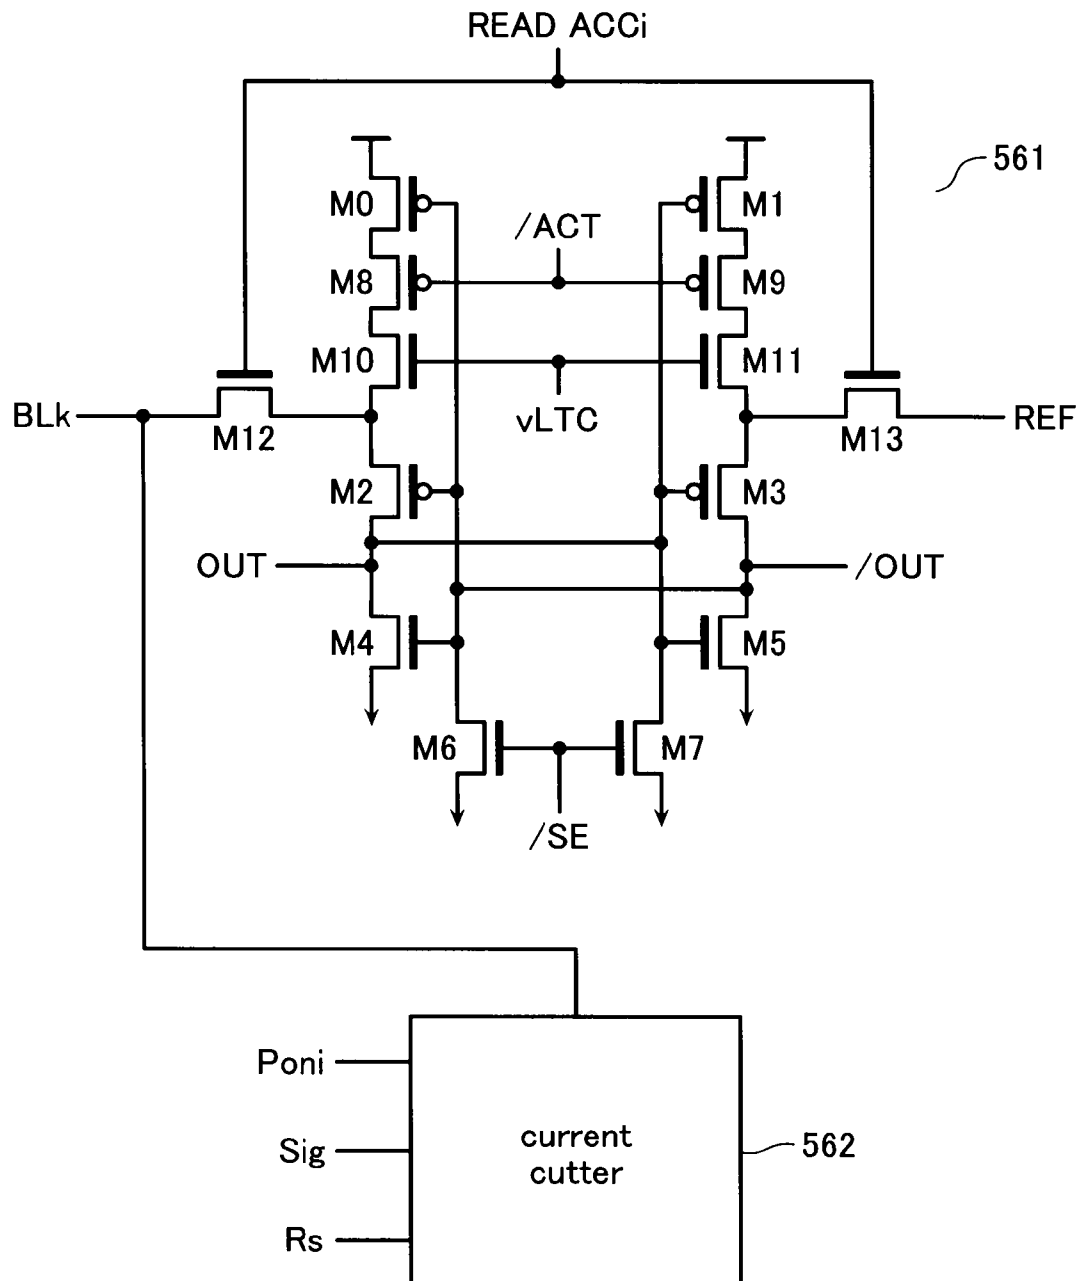 READ ACCi
561
M0
M1
/ACT
M8
M9
M10
M11
BLk
M12
vLTC
M13
REF
M2
M3
OUT
/OUT
M4
M5
M6
M7
/SE
Poni
Sig
current
cutter
562
Rs